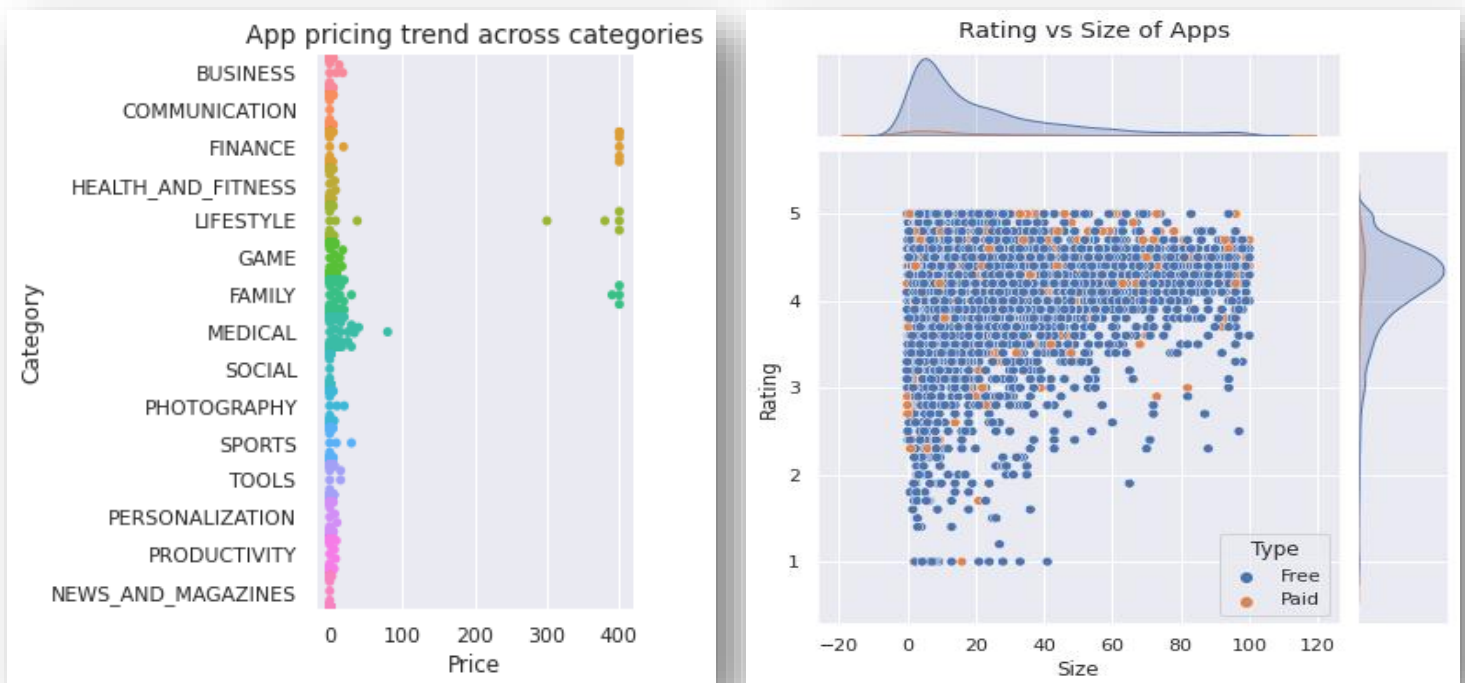 App pricing trend across categories
BUSINESS
COMMUNICATION
FINANCE
HEALTH_AND_FITNESS
LIFESTYLE
GAME
FAMILY
MEDICAL
SOCIAL
PHOTOGRAPHY
SPORTS
TOOLS
PERSONALIZATION
PRODUCTIVITY
NEWS_AND_MAGAZINES
Category
0 100 200 300 400
Price
Rating vs Size of Apps
5
4
3
2
1
Rating
Type
Free
Paid
−20 0 20 40 60 80 100 120
Size